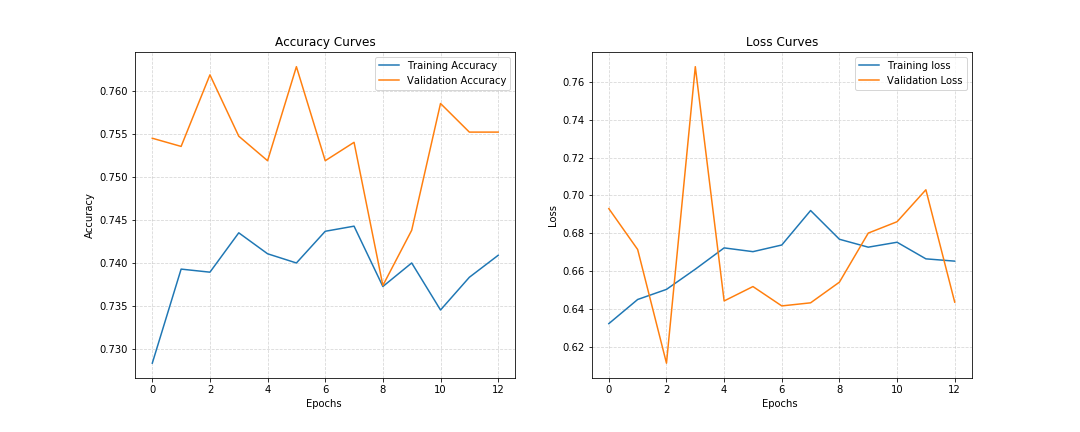 Accuracy Curves
Training Accuracy
Validation Accuracy
0.760
0.755
0.750
0.745
0.740
0.735
0.730
Accuracy
0 2 4 6 8 10 12
Epochs
Loss Curves
Training loss
Validation Loss
0.76
0.74
0.72
0.70
0.68
0.66
0.64
0.62
Loss
0 2 4 6 8 10 12
Epochs